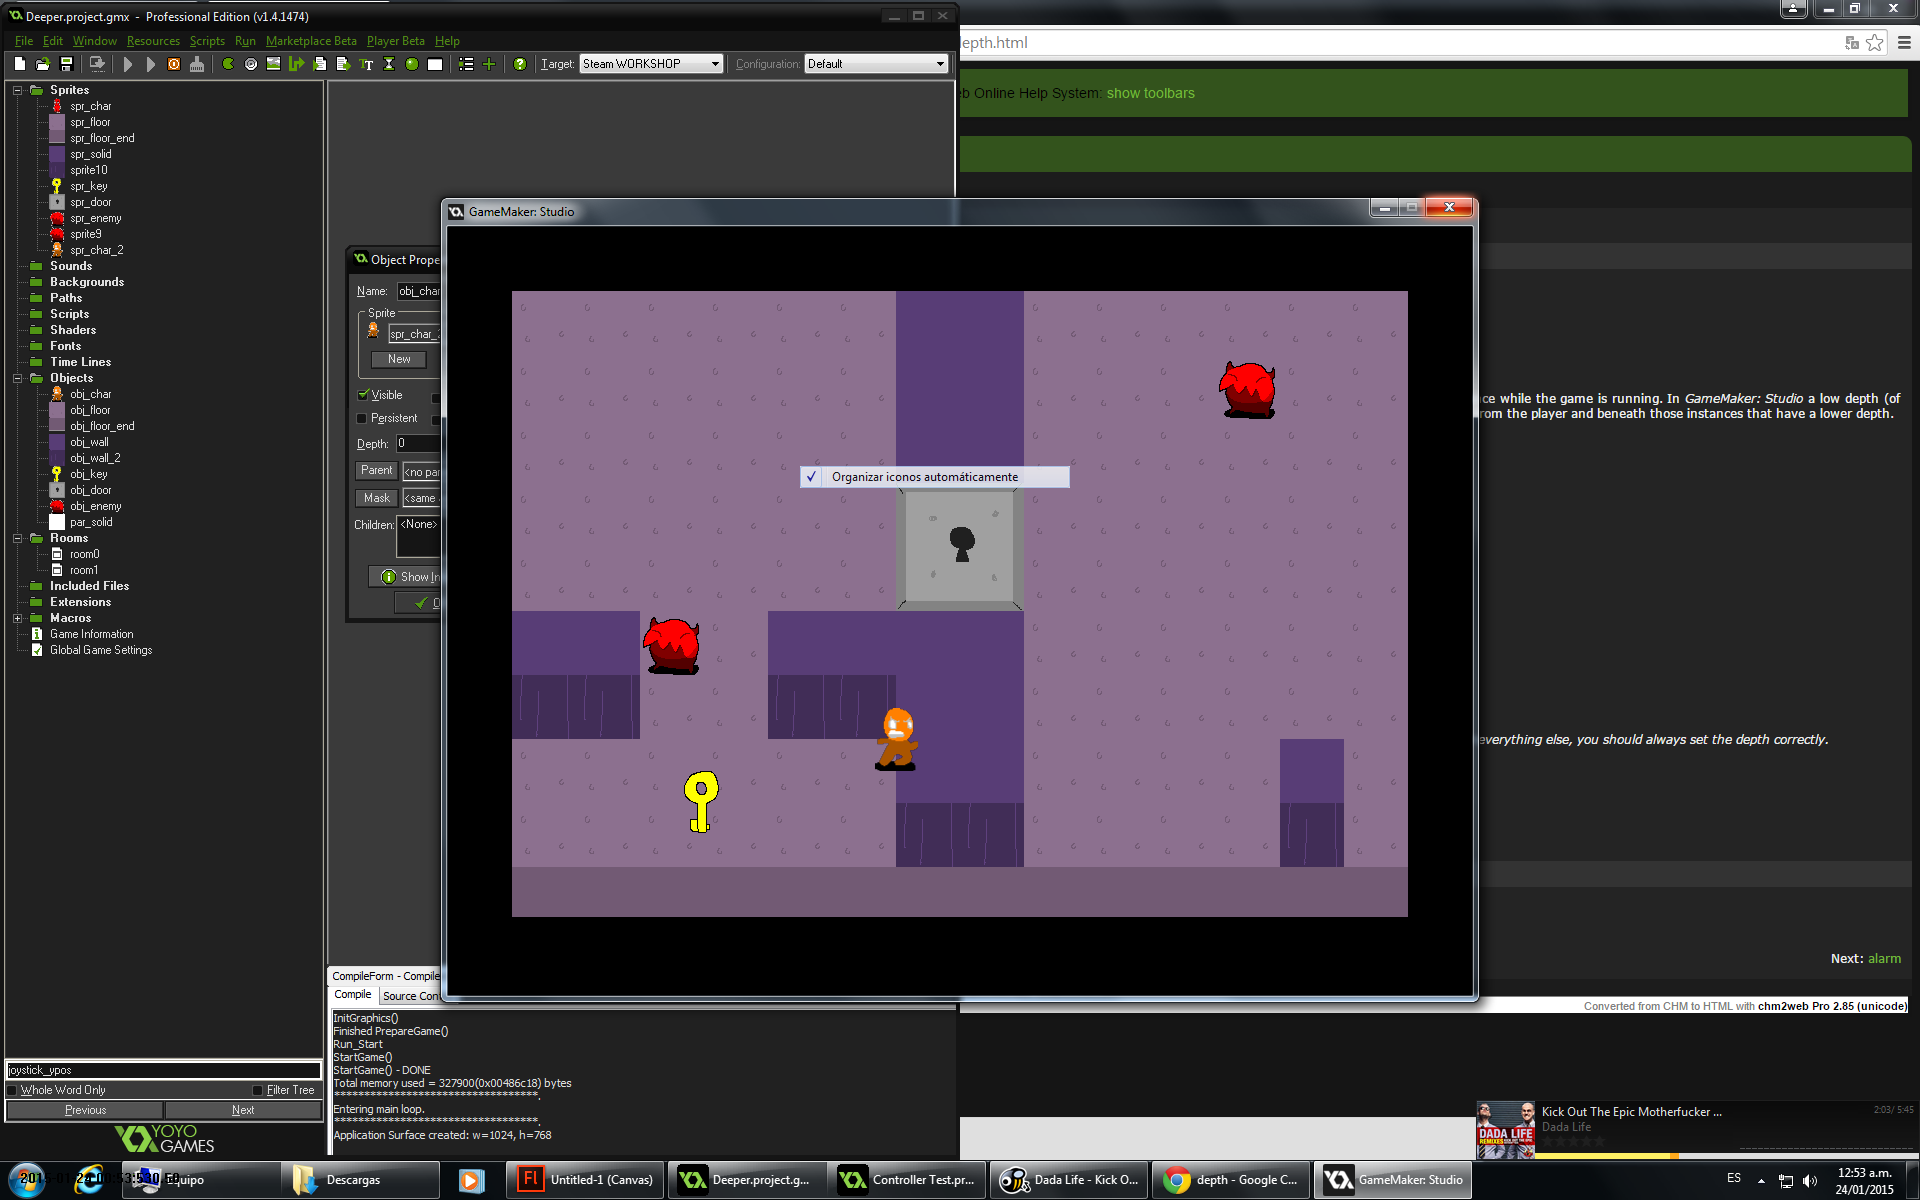 Deeper.project.gmx - Professional Edition (v1.4.1474)
File Edit Window Resources Scripts Run Marketplace Beta Player Beta Help
Target: Steam WORKSHOP Configuration: Default
Sprites
spr_char
spr_floor
spr_floor_end
spr_solid
sprite10
spr_key
spr_door
spr_enemy
sprite9
spr_char_2
Sounds
Backgrounds
Paths
Scripts
Shaders
Fonts
Time Lines
Objects
obj_char
obj_floor
obj_floor_end
obj_wall
obj_wall_2
obj_key
obj_door
obj_enemy
par_solid
Rooms
room0
room1
Included Files
Extensions
Macros
Game Information
Global Game Settings
joystick_ypos
Whole Word Only Filter Tree
Previous Next
YOYO
GAMES
Object Prope
Name: obj_char
Sprite
spr_char_
New
Visible
Persistent
Depth: 0
Parent <no pa
Mask <same
Children: <None>
Show In
GameMaker: Studio
Organizar iconos automáticamente
CompileForm - Compile
Compile Source Con
InitGraphics()
Finished PrepareGame()
Run_Start
StartGame()
StartGame() - DONE
Total memory used = 327900(0x00486c18) bytes
***********************************.
Entering main loop.
***********************************.
Application Surface created: w=1024, h=768
epth.html
eb Online Help System: show toolbars
ce while the game is running. In GameMaker: Studio a low depth (of
rom the player and beneath those instances that have a lower depth.
everything else, you should always set the depth correctly.
Next: alarm
Converted from CHM to HTML with chm2web Pro 2.85 (unicode)
DADA LIFE
REMIXES
Kick Out The Epic Motherfucker ...
2:03/ 5:45
Dada Life
Descargas
Fl Untitled-1 (Canvas)
Deeper.project.g...
Controller Test.pr...
Dada Life - Kick O...
depth - Google C...
GameMaker: Studio
ES
12:53 a.m.
24/01/2015